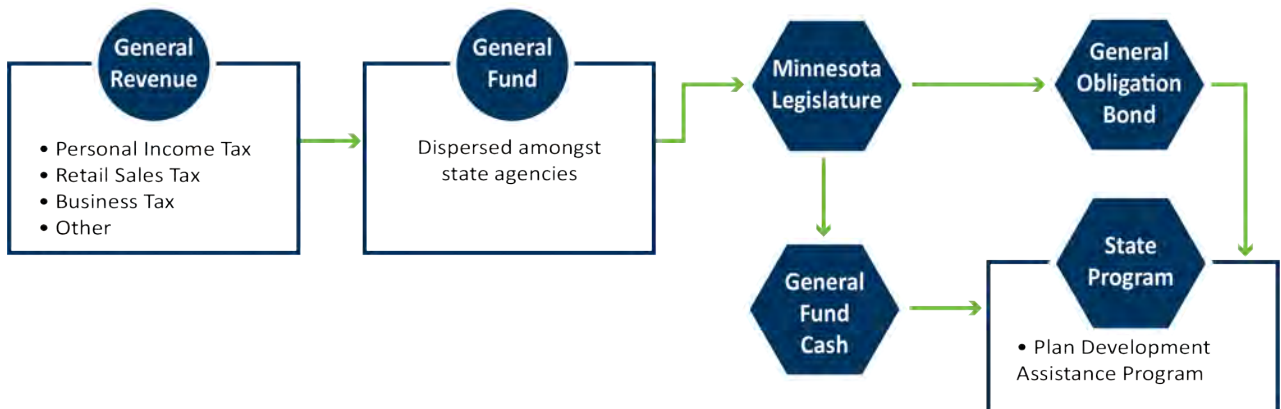 General
Revenue
• Personal Income Tax
• Retail Sales Tax
• Business Tax
• Other
General
Fund
Dispersed amongst
state agencies
Minnesota
Legislature
General
Obligation
Bond
General
Fund
Cash
State
Program
• Plan Development
Assistance Program